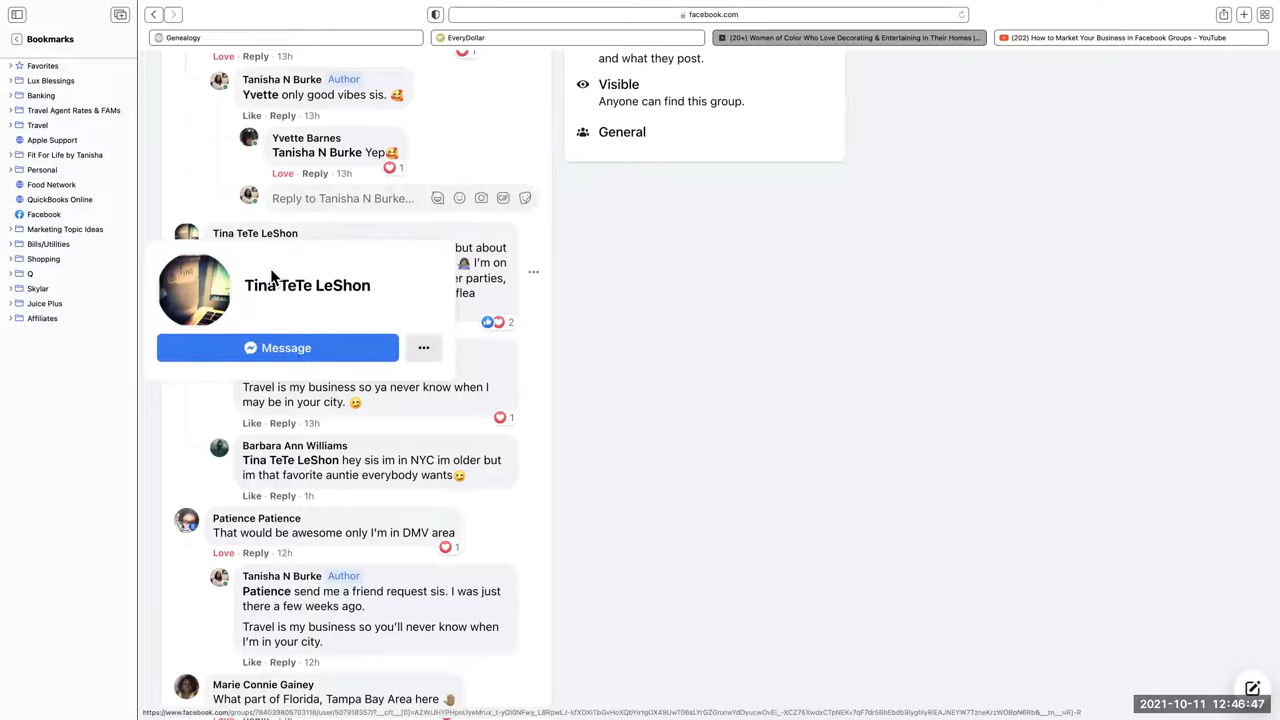 facebook.com
Bookmarks
Genealogy
EveryDollar
(20+) Women of Color Who Love Decorating & Entertaining In Their Homes |...
(202) How to Market Your Business in Facebook Groups - YouTube
Favorites
Lux Blessings
Banking
Travel Agent Rates & FAMs
Travel
Apple Support
Fit For Life by Tanisha
Personal
Food Network
QuickBooks Online
Facebook
Marketing Topic Ideas
Bills/Utilities
Shopping
Q
Skylar
Juice Plus
Affiliates
Love · Reply · 13h
1
Tanisha N Burke Author
Yvette only good vibes sis. 🥰
Like · Reply · 13h
Yvette Barnes
Tanisha N Burke Yep🥰
1
Love · Reply · 13h
Reply to Tanisha N Burke...
GIF
Tina TeTe LeShon
but about
I'm on
er parties,
flea
2
Tina TeTe LeShon
Message
Travel is my business so ya never know when I
may be in your city. 😉
1
Like · Reply · 13h
Barbara Ann Williams
Tina TeTe LeShon hey sis im in NYC im older but
im that favorite auntie everybody wants😉
Like · Reply · 1h
Patience Patience
That would be awesome only I'm in DMV area
1
Love · Reply · 12h
Tanisha N Burke Author
Patience send me a friend request sis. I was just
there a few weeks ago.
Travel is my business so you'll never know when
I'm in your city.
Like · Reply · 12h
Marie Connie Gainey
What part of Florida, Tampa Bay Area here 🤚🏽
and what they post.
Visible
Anyone can find this group.
General
2021-10-11 12:46:47